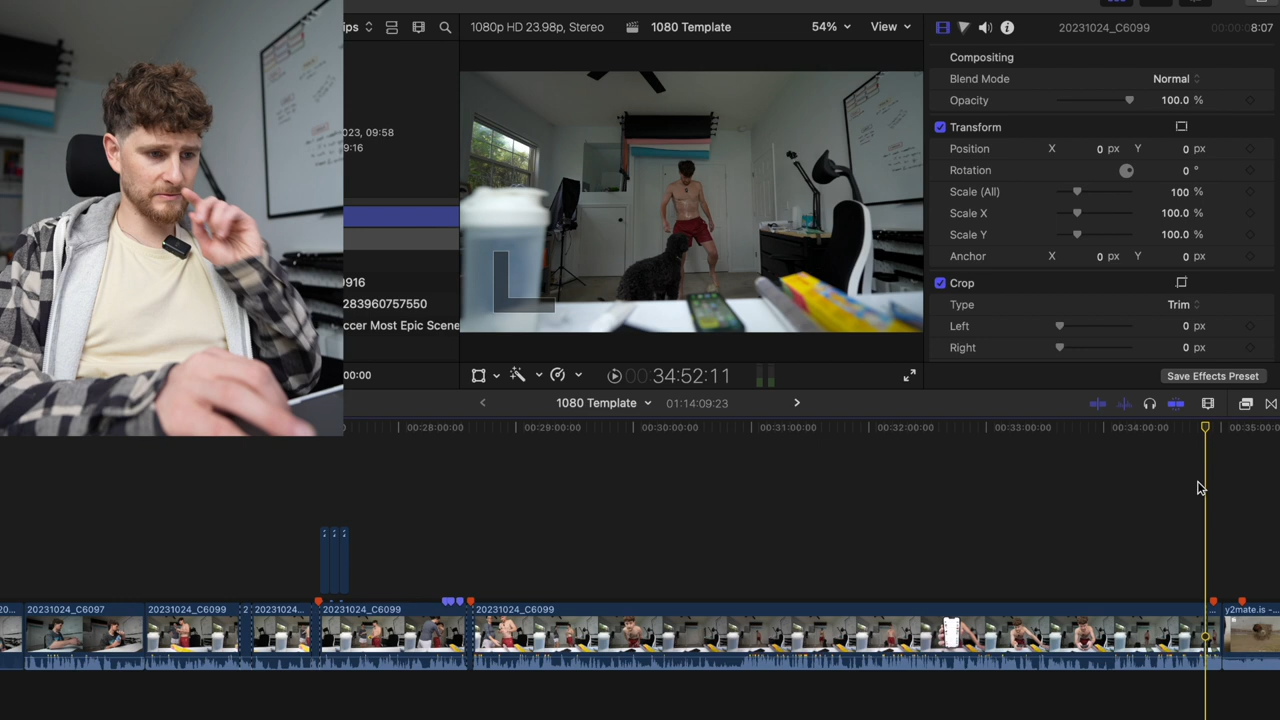 ips
1080p HD 23.98p, Stereo
1080 Template
54%
View
20231024_C6099
00:00:08:07
023, 09:58
9:16
0916
283960757550
ccer Most Epic Scene
00:00
Compositing
Blend Mode
Normal
Opacity
100.0 %
Transform
Position
X
0 px
Y
0 px
Rotation
0 °
Scale (All)
100 %
Scale X
100.0 %
Scale Y
100.0 %
Anchor
X
0 px
Y
0 px
Crop
Type
Trim
Left
0 px
Right
0 px
00:34:52:11
Save Effects Preset
1080 Template
01:14:09:23
00:28:00:00
00:29:00:00
00:30:00:00
00:31:00:00
00:32:00:00
00:33:00:00
00:34:00:00
00:35:00:0
20...
20231024_C6097
20231024_C6099
2
20231024...
20231024_C6099
20231024_C6099
...
y2mate.is -...